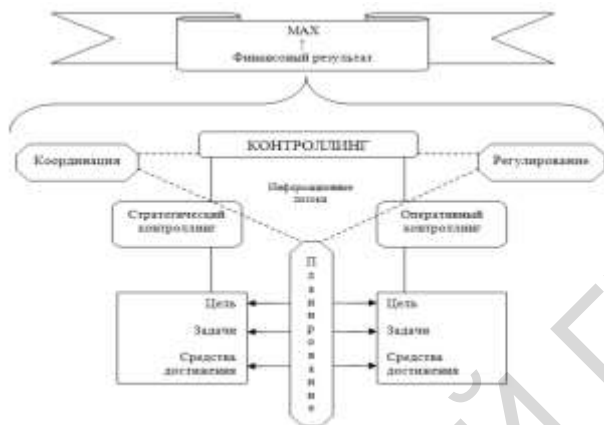 MAX
↑
Финансовый результат
КОНТРОЛЛИНГ
Координация
Регулирование
Информационные
потоки
Стратегический
контроллинг
Оперативный
контроллинг
Планирование
Цель
Задачи
Средства
достижения
Цель
Задачи
Средства
достижения